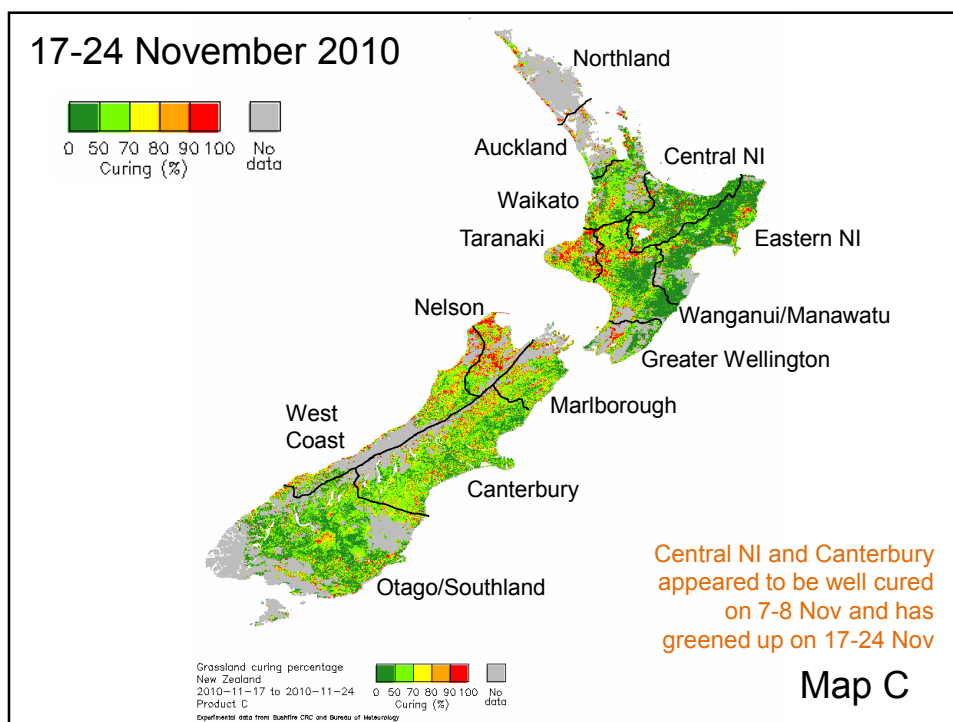 17-24 November 2010
0 50 70 80 90 100
Curing (%)
No
data
Northland
Auckland
Central NI
Waikato
Taranaki
Eastern NI
Nelson
Wanganui/Manawatu
Greater Wellington
Marlborough
West
Coast
Canterbury
Otago/Southland
Central NI and Canterbury
appeared to be well cured
on 7-8 Nov and has
greened up on 17-24 Nov
Map C
Grassland curing percentage
New Zealand
2010-11-17 to 2010-11-24
Product C
0 50 70 80 90 100
Curing (%)
No
data
Experimental data from Bushfire CRC and Bureau of Meteorology